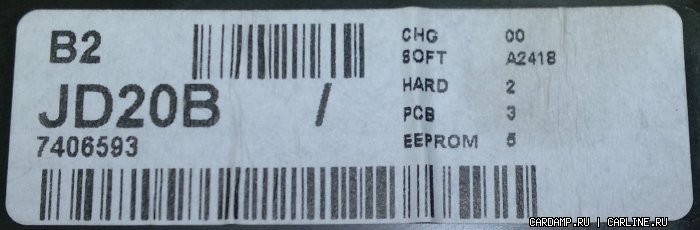 B2
JD20B /
7406593
CHG 00
SOFT A2418
HARD 2
PCB 3
EEPROM 5
CARDAMP.RU | CARLINE.RU